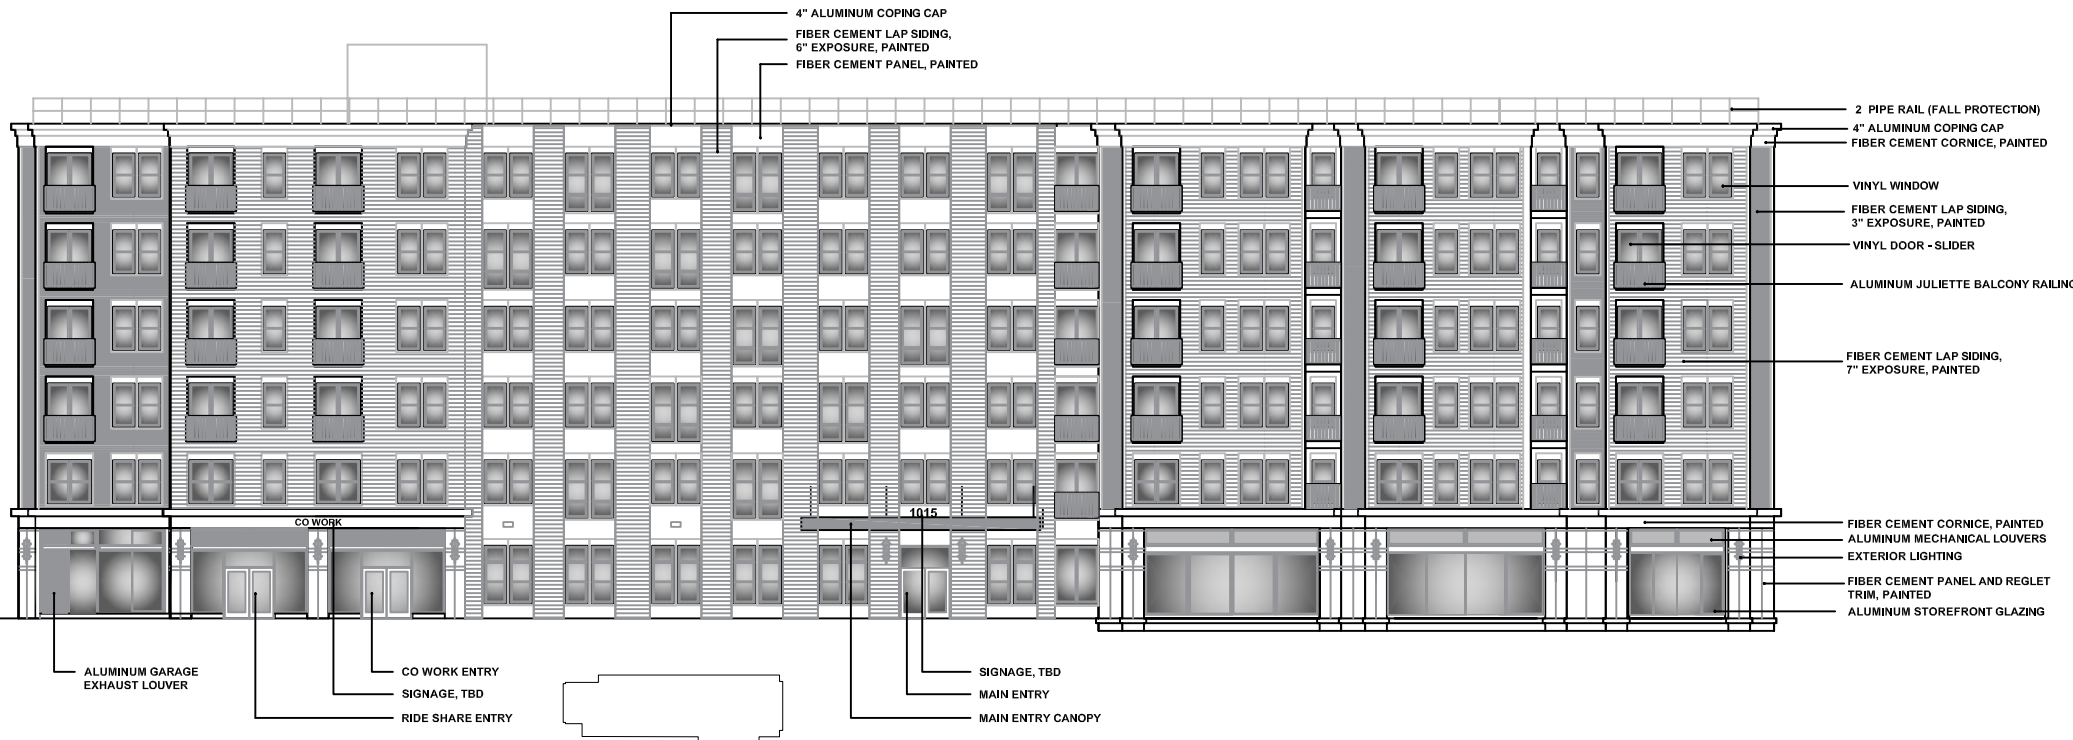 4" ALUMINUM COPING CAP
FIBER CEMENT LAP SIDING,
6" EXPOSURE, PAINTED
FIBER CEMENT PANEL, PAINTED
2 PIPE RAIL (FALL PROTECTION)
4" ALUMINUM COPING CAP
FIBER CEMENT CORNICE, PAINTED
VINYL WINDOW
FIBER CEMENT LAP SIDING,
3" EXPOSURE, PAINTED
VINYL DOOR - SLIDER
ALUMINUM JULIETTE BALCONY RAILING
FIBER CEMENT LAP SIDING,
7" EXPOSURE, PAINTED
1015
CO WORK
FIBER CEMENT CORNICE, PAINTED
ALUMINUM MECHANICAL LOUVERS
EXTERIOR LIGHTING
FIBER CEMENT PANEL AND REGLET
TRIM, PAINTED
ALUMINUM STOREFRONT GLAZING
ALUMINUM GARAGE
EXHAUST LOUVER
CO WORK ENTRY
SIGNAGE, TBD
RIDE SHARE ENTRY
SIGNAGE, TBD
MAIN ENTRY
MAIN ENTRY CANOPY